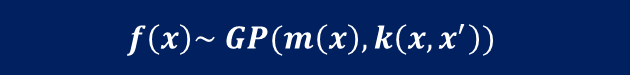 f(x)~ GP(m(x), k(x, x′))